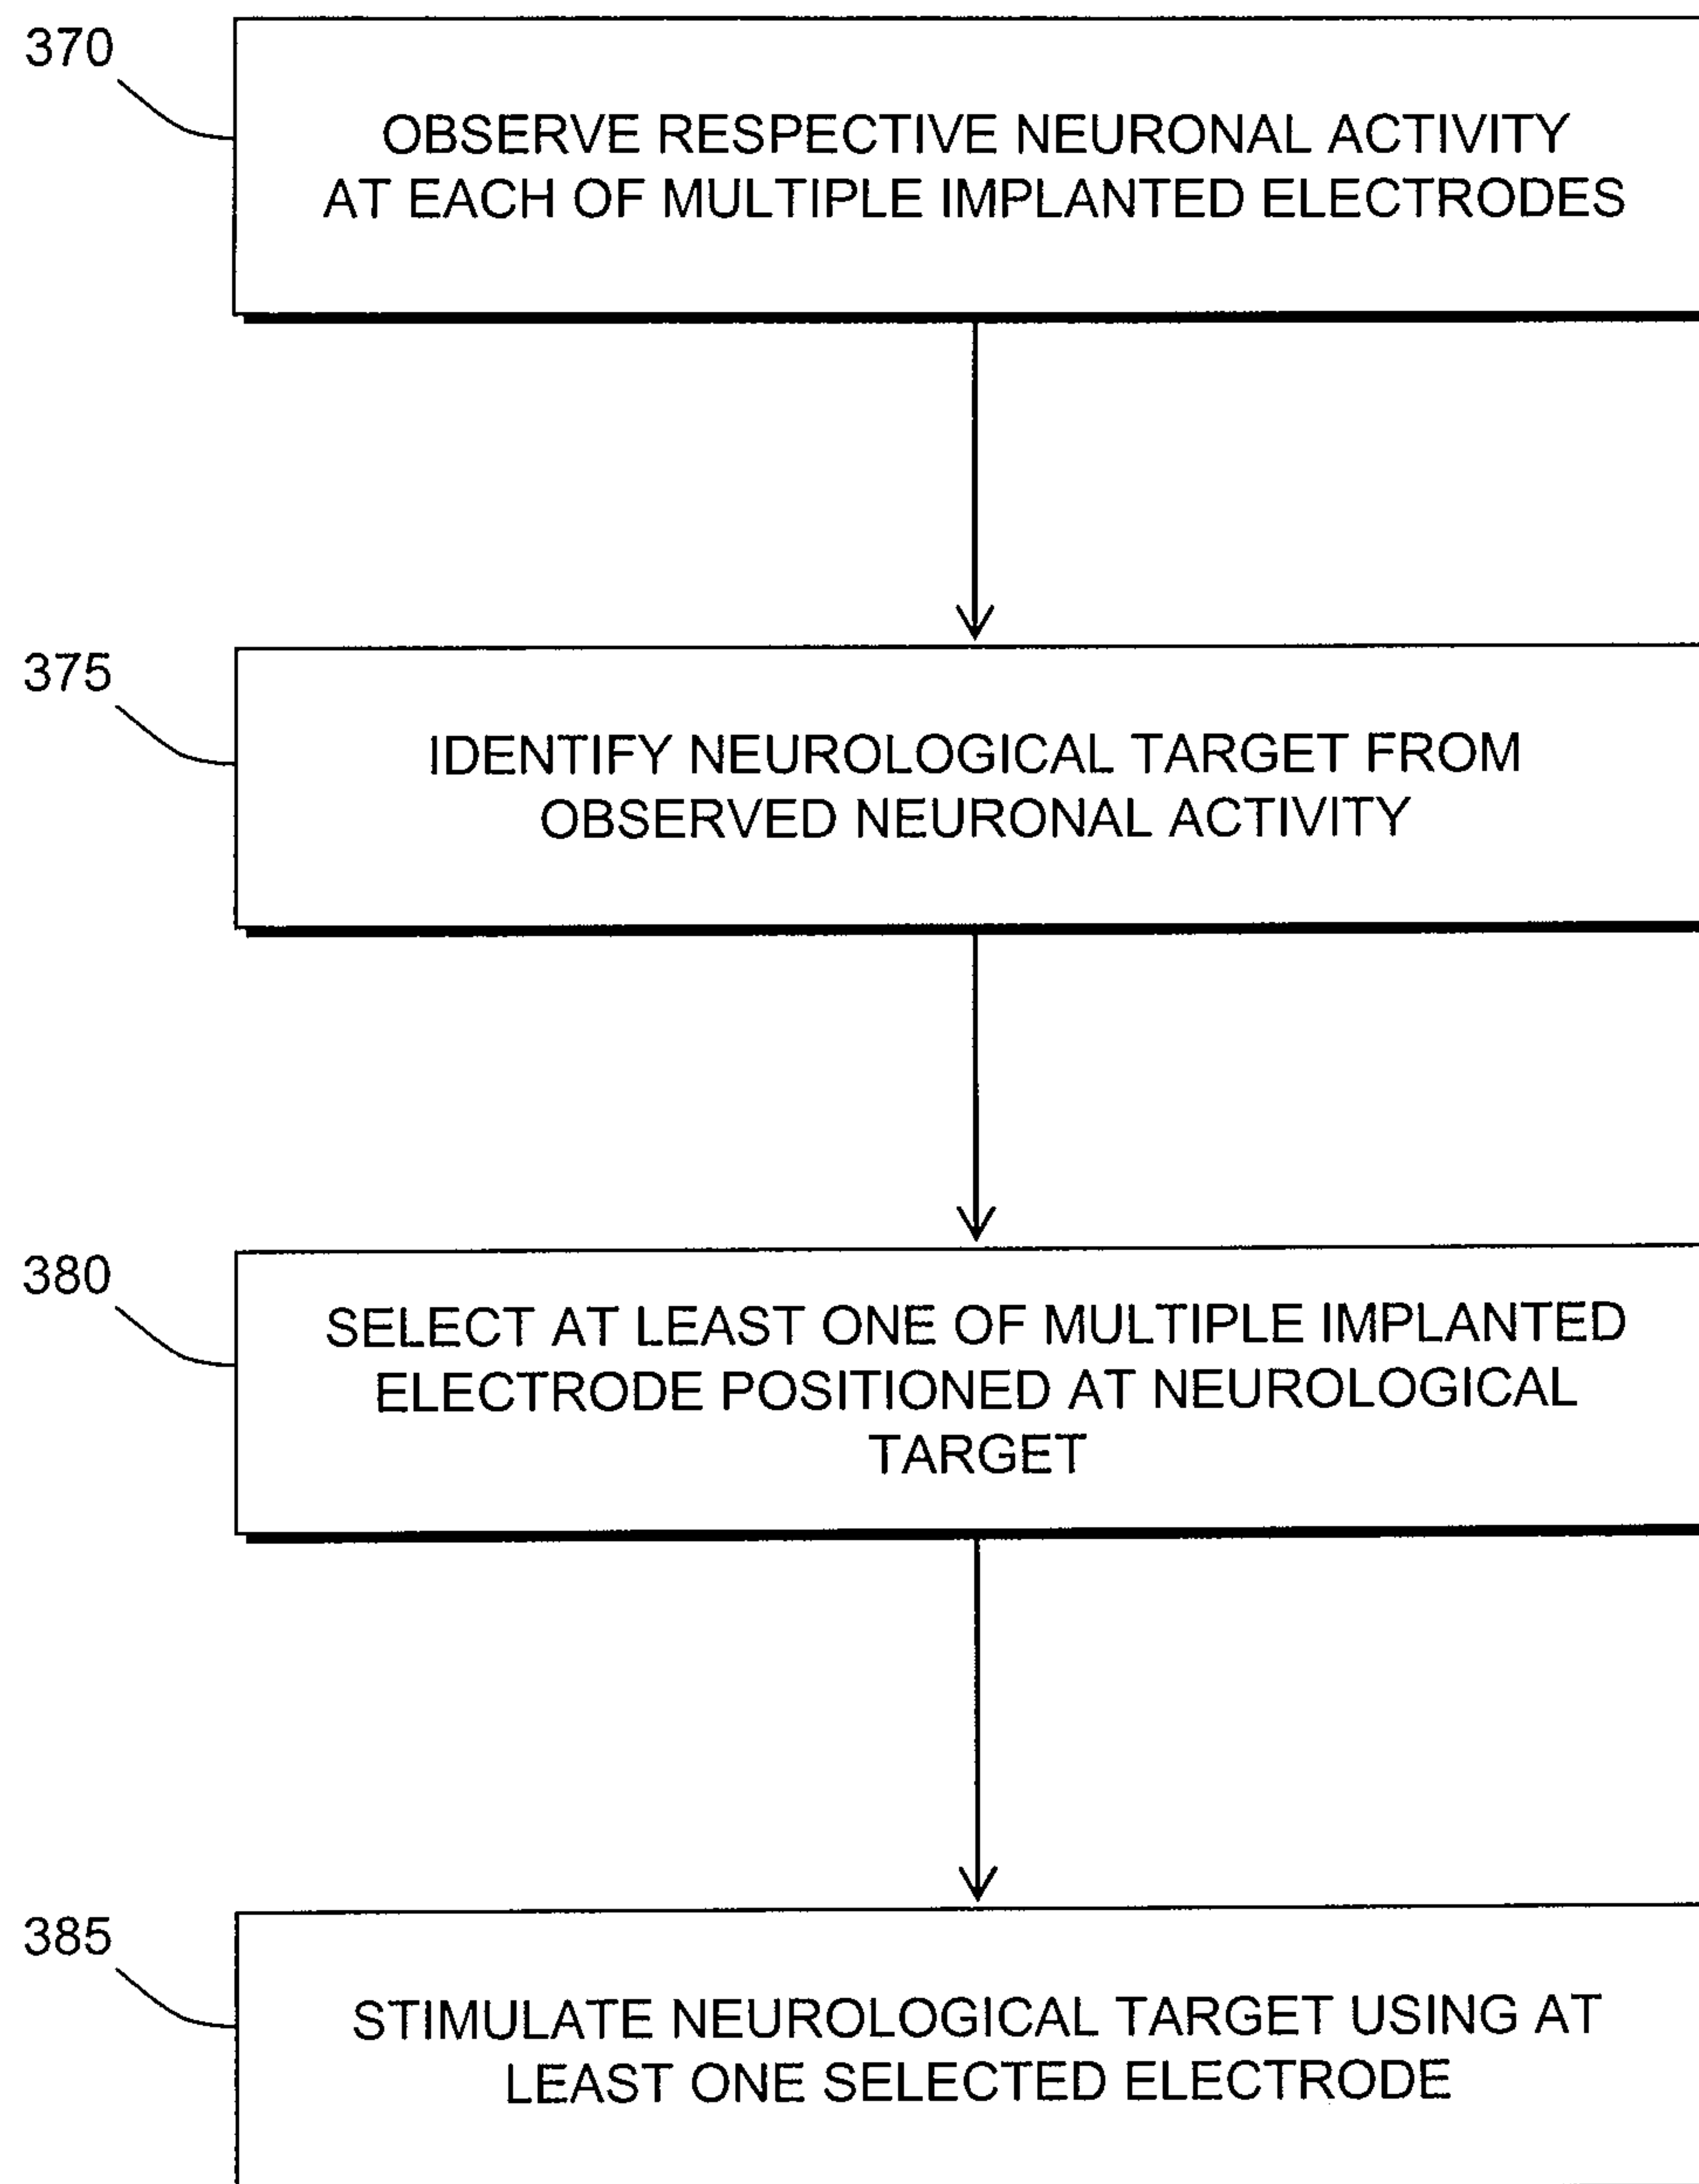 370
OBSERVE RESPECTIVE NEURONAL ACTIVITY
AT EACH OF MULTIPLE IMPLANTED ELECTRODES
375
IDENTIFY NEUROLOGICAL TARGET FROM
OBSERVED NEURONAL ACTIVITY
380
SELECT AT LEAST ONE OF MULTIPLE IMPLANTED
ELECTRODE POSITIONED AT NEUROLOGICAL
TARGET
385
STIMULATE NEUROLOGICAL TARGET USING AT
LEAST ONE SELECTED ELECTRODE